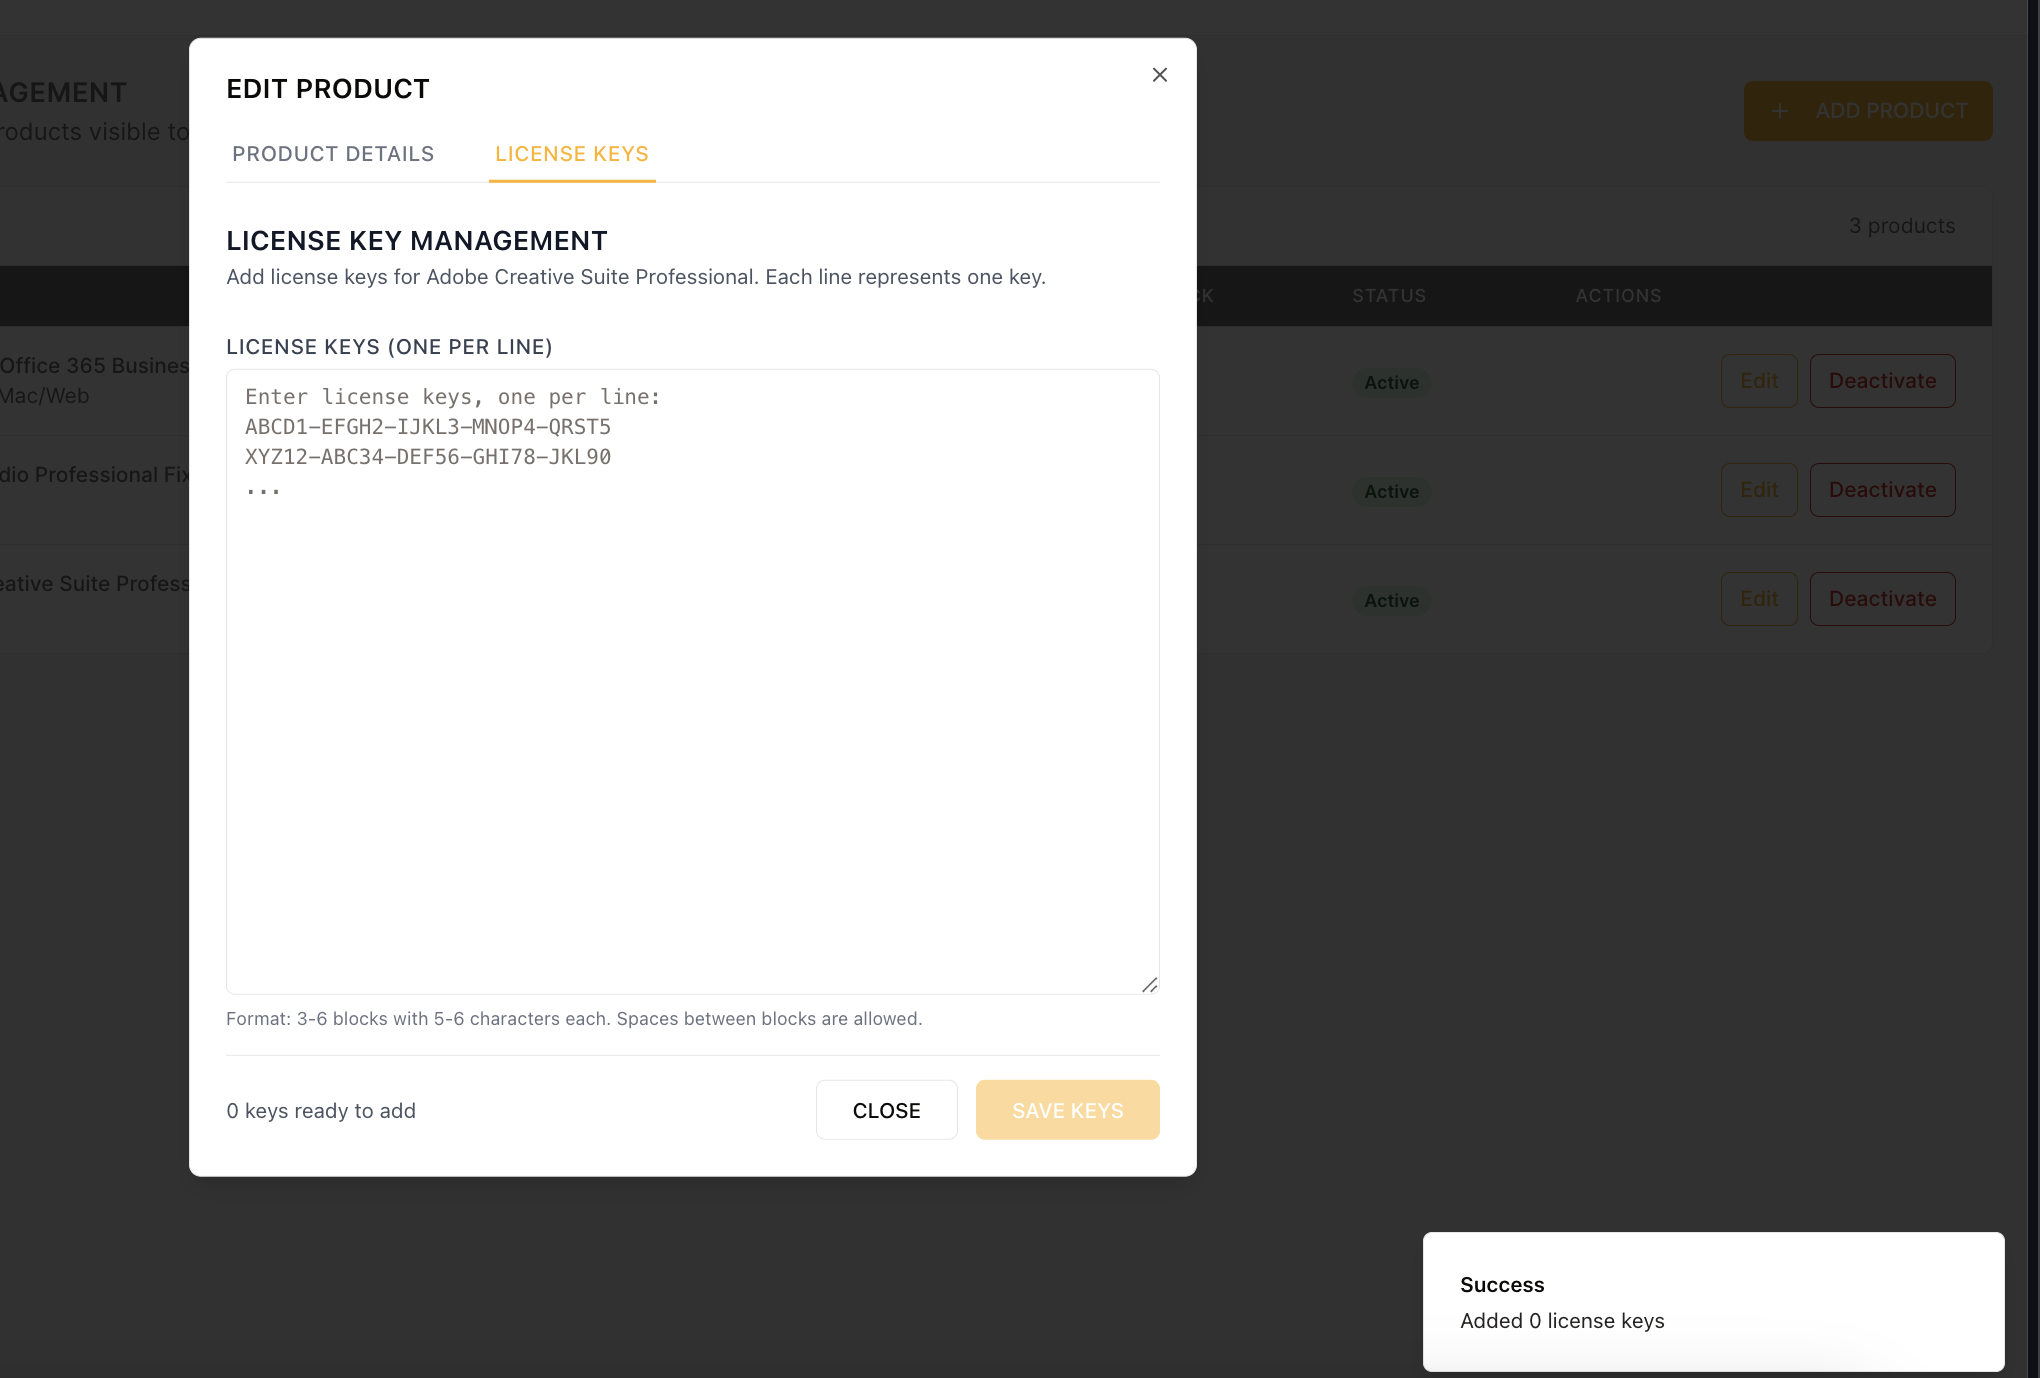 AGEMENT
roducts visible to
+ ADD PRODUCT
EDIT PRODUCT
PRODUCT DETAILS
LICENSE KEYS
LICENSE KEY MANAGEMENT
Add license keys for Adobe Creative Suite Professional. Each line represents one key.
LICENSE KEYS (ONE PER LINE)
Enter license keys, one per line:
ABCD1-EFGH2-IJKL3-MNOP4-QRST5
XYZ12-ABC34-DEF56-GHI78-JKL90
...
Format: 3-6 blocks with 5-6 characters each. Spaces between blocks are allowed.
0 keys ready to add
CLOSE
SAVE KEYS
3 products
CK STATUS ACTIONS
Office 365 Busines
Mac/Web
Active Edit Deactivate
dio Professional Fix
Active Edit Deactivate
eative Suite Profess
Active Edit Deactivate
Success
Added 0 license keys